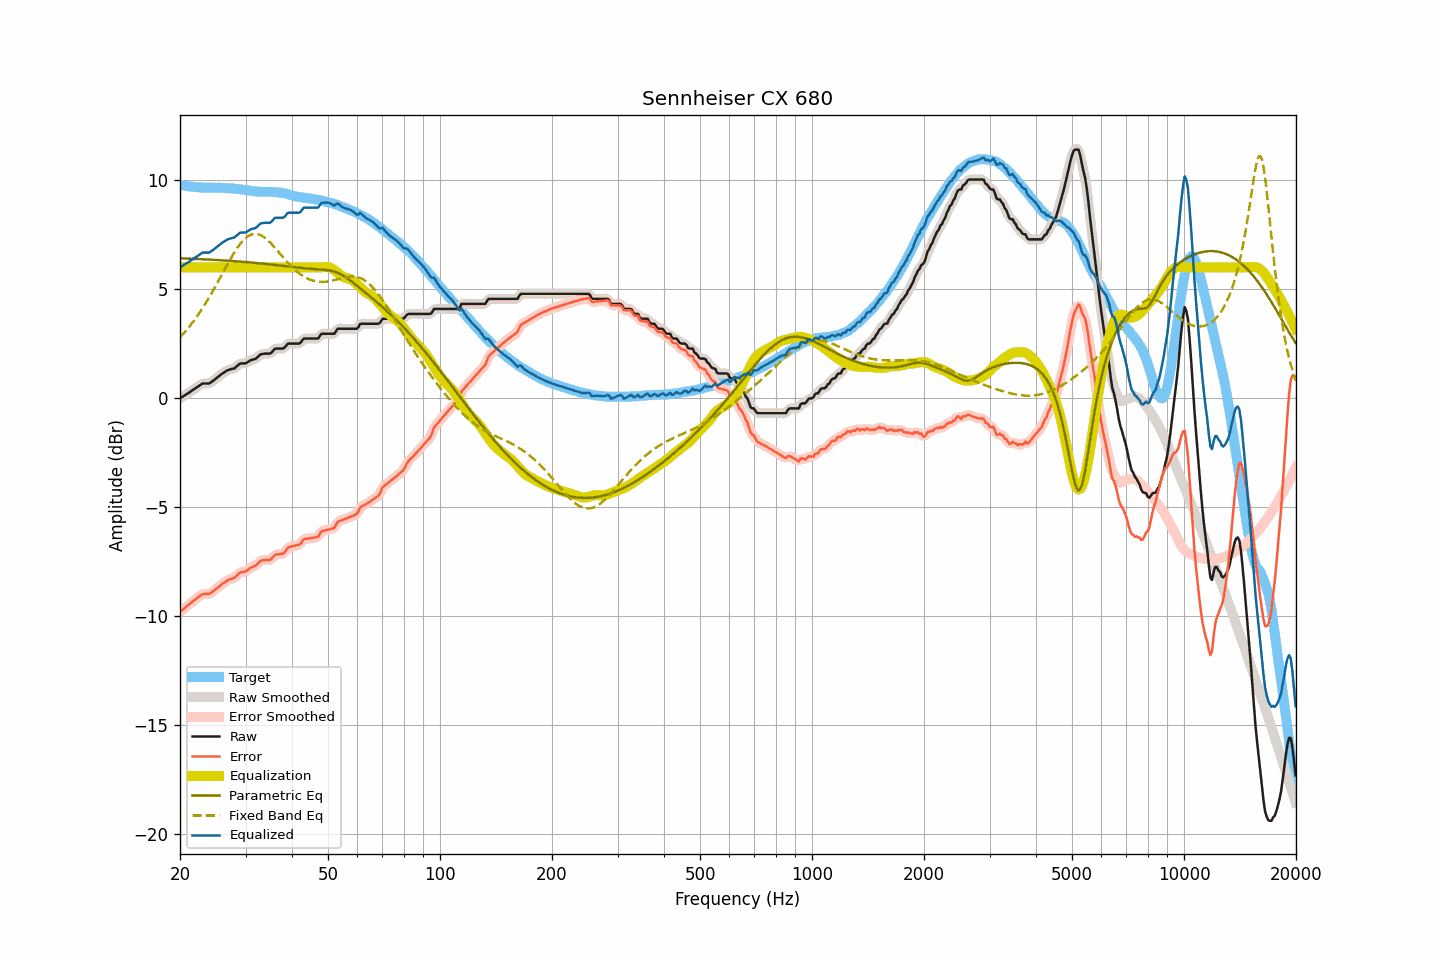 Sennheiser CX 680
Amplitude (dBr)
10
5
0
−5
−10
−15
−20
Target
Raw Smoothed
Error Smoothed
Raw
Error
Equalization
Parametric Eq
Fixed Band Eq
Equalized
20 50 100 200 500 1000 2000 5000 10000 20000
Frequency (Hz)